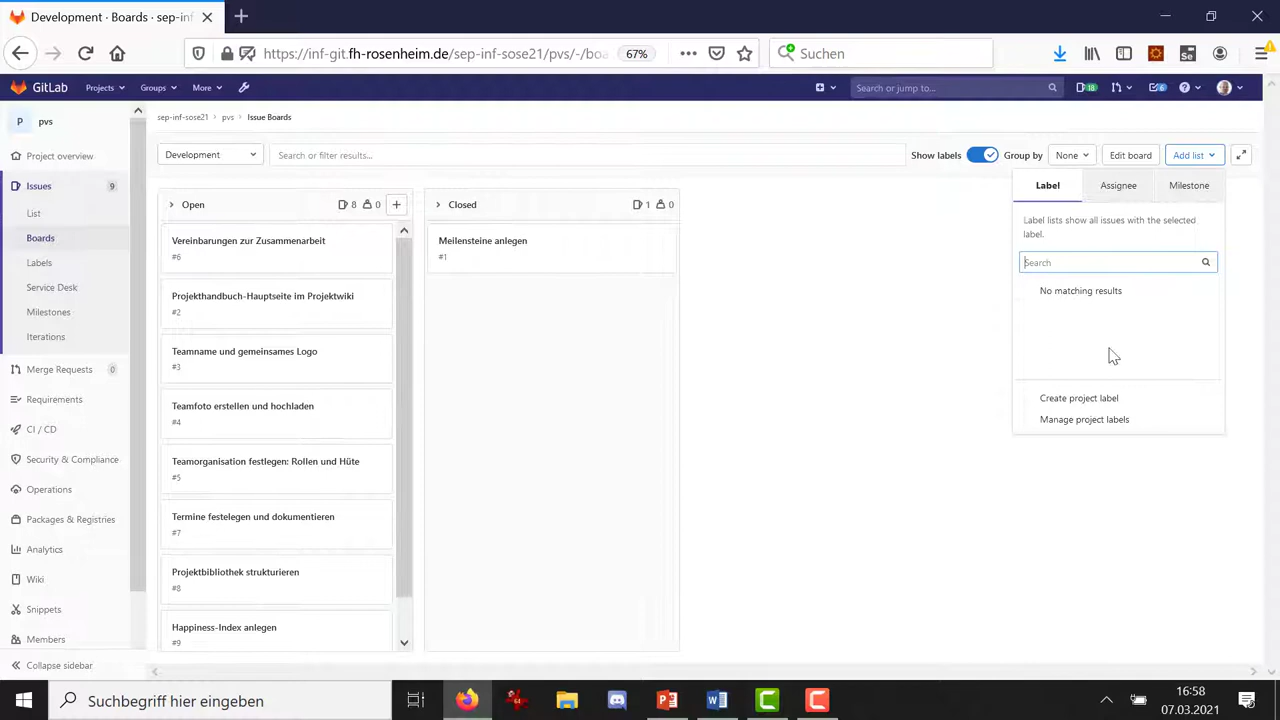 Development · Boards · sep-inf
https://inf-git.fh-rosenheim.de/sep-inf-sose21/pvs/-/boa
67%
Suchen
GitLab
Projects
Groups
More
Search or jump to...
18
6
P
pvs
sep-inf-sose21
pvs
Issue Boards
Project overview
Issues
9
List
Boards
Labels
Service Desk
Milestones
Iterations
Merge Requests
0
Requirements
CI / CD
Security & Compliance
Operations
Packages & Registries
Analytics
Wiki
Snippets
Members
Collapse sidebar
Development
Search or filter results...
Show labels
Group by
None
Edit board
Add list
Open
8
0
Vereinbarungen zur Zusammenarbeit
#6
Projekthandbuch-Hauptseite im Projektwiki
#2
Teamname und gemeinsames Logo
#3
Teamfoto erstellen und hochladen
#4
Teamorganisation festlegen: Rollen und Hüte
#5
Termine festelegen und dokumentieren
#7
Projektbibliothek strukturieren
#8
Happiness-Index anlegen
#9
Closed
1
0
Meilensteine anlegen
#1
Label
Assignee
Milestone
Label lists show all issues with the selected
label.
Search
No matching results
Create project label
Manage project labels
Suchbegriff hier eingeben
16:58
07.03.2021